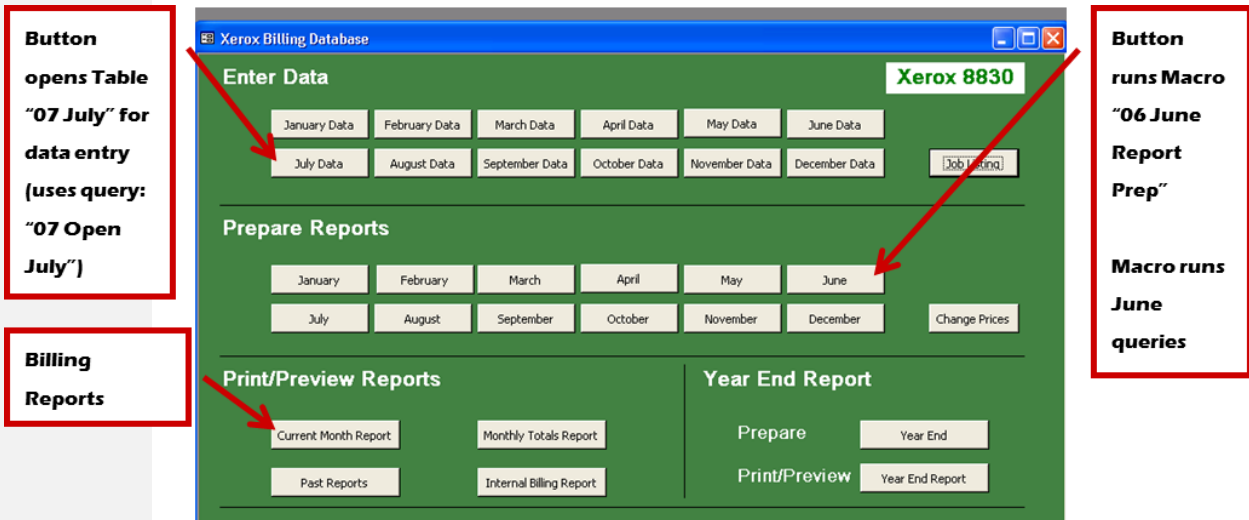 Button
opens Table
“07 July” for
data entry
(uses query:
“07 Open
July”)
Billing
Reports
Xerox Billing Database
Enter Data
Xerox 8830
January Data February Data March Data April Data May Data June Data
July Data August Data September Data October Data November Data December Data Job Listing
Prepare Reports
January February March April May June
July August September October November December Change Prices
Print/Preview Reports
Current Month Report Monthly Totals Report
Past Reports Internal Billing Report
Year End Report
Prepare Year End
Print/Preview Year End Report
Button
runs Macro
“06 June
Report
Prep”
Macro runs
June
queries